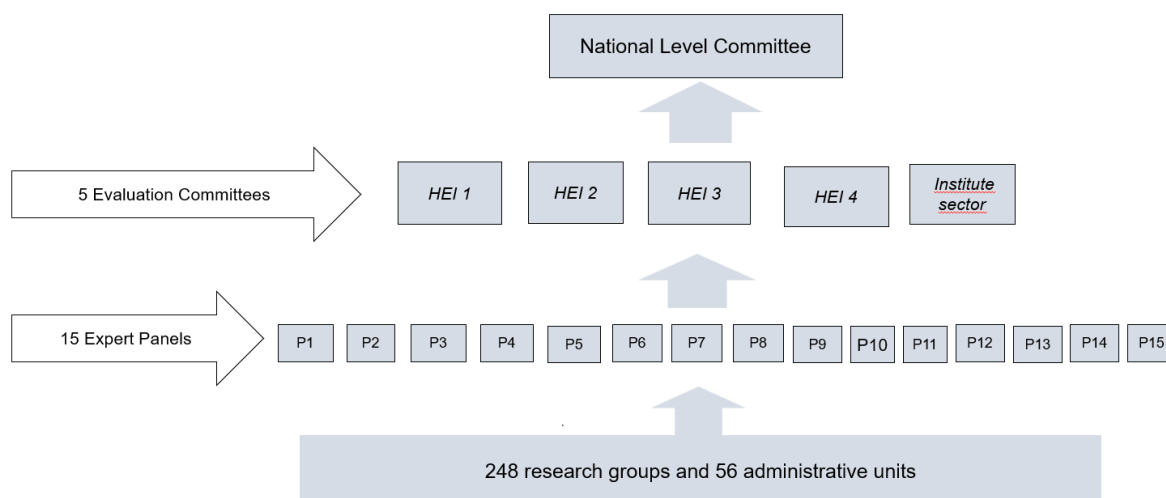 National Level Committee
5 Evaluation Committees
HEI 1
HEI 2
HEI 3
HEI 4
Institute
sector
15 Expert Panels
P1
P2
P3
P4
P5
P6
P7
P8
P9
P10
P11
P12
P13
P14
P15
248 research groups and 56 administrative units